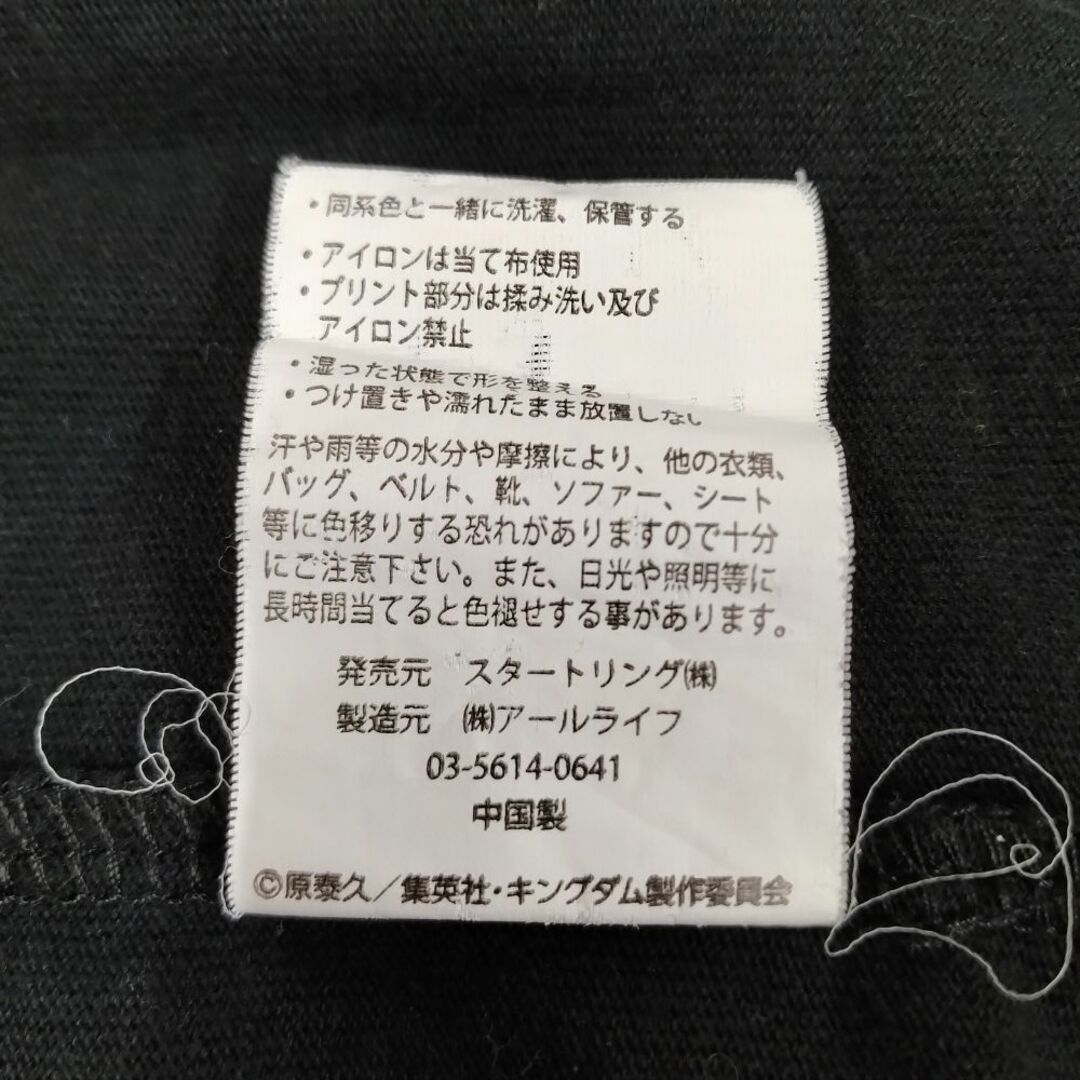 ・同系色と一緒に洗濯、保管する
・アイロンは当て布使用
・プリント部分は揉み洗い及び
アイロン禁止
・湿った状態で形を整える
・つけ置きや濡れたまま放置しない
汗や雨等の水分や摩擦により、他の衣類、
バッグ、ベルト、靴、ソファー、シート
等に色移りする恐れがありますので十分
にご注意下さい。また、日光や照明等に
長時間当てると色褪せする事があります。
発売元 スタートリング㈱
製造元 ㈱アールライフ
03-5614-0641
中国製
©原泰久／集英社・キングダム製作委員会